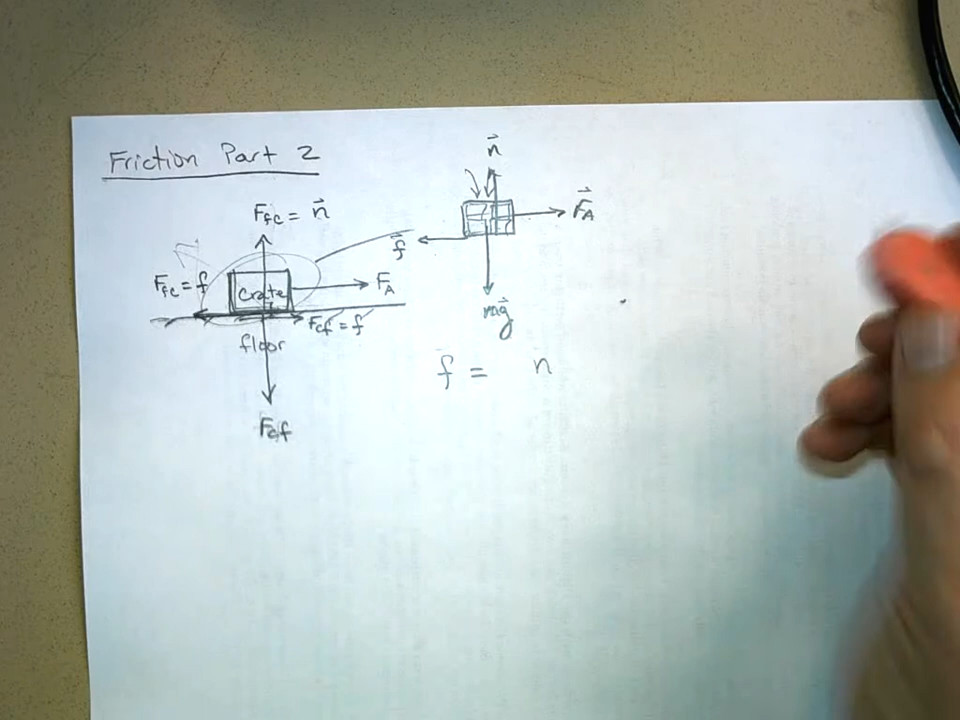 Friction Part 2
F_fc = n⃗
F_fc = f
Crate
F_A
F_cf = f
floor
F_cf
n⃗
f⃗
F⃗_A
mg⃗
f = n